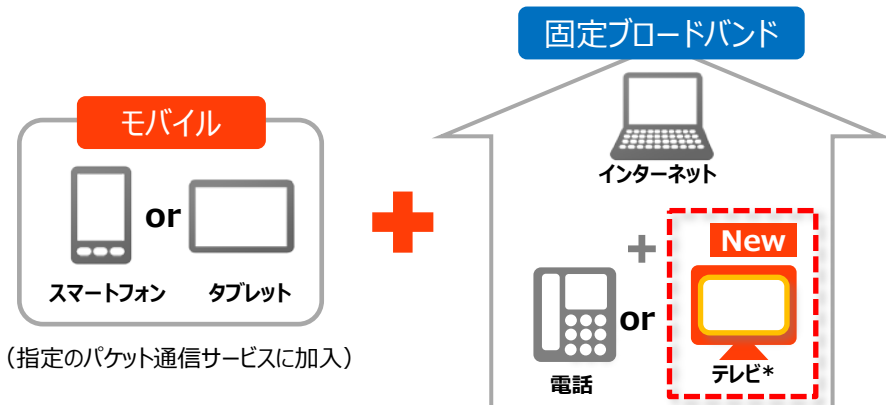 固定ブロードバンド
モバイル
インターネット
or
スマートフォン
タブレット
New
or
電話
テレビ*
（指定のパケット通信サービスに加入）